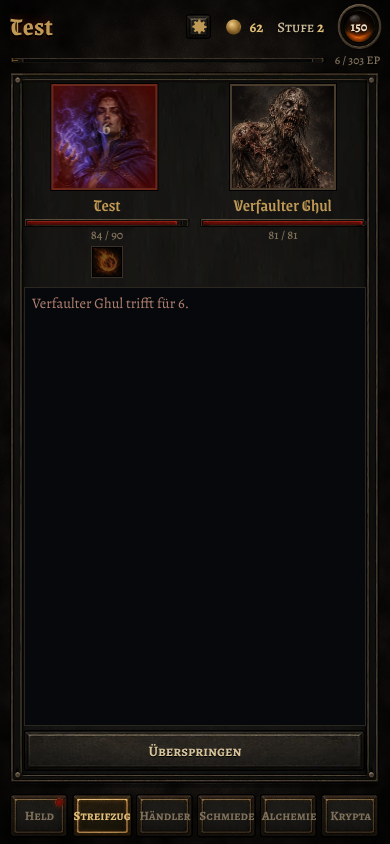 Test
62
Stufe 2
150
6 / 303 EP
Test
Verfaulter Ghul
84 / 90
81 / 81
Verfaulter Ghul trifft für 6.
Überspringen
Held
Streifzug
Händler
Schmiede
Alchemie
Krypta